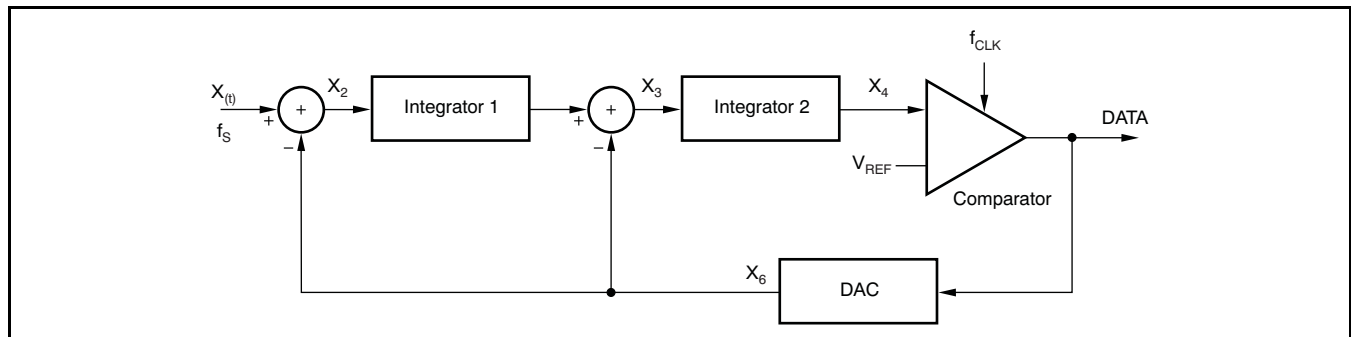 f_CLK
X_(t)
X_2
X_3
X_4
+
Integrator 1
+
Integrator 2
DATA
+
+
f_S
−
−
V_REF
Comparator
X_6
DAC